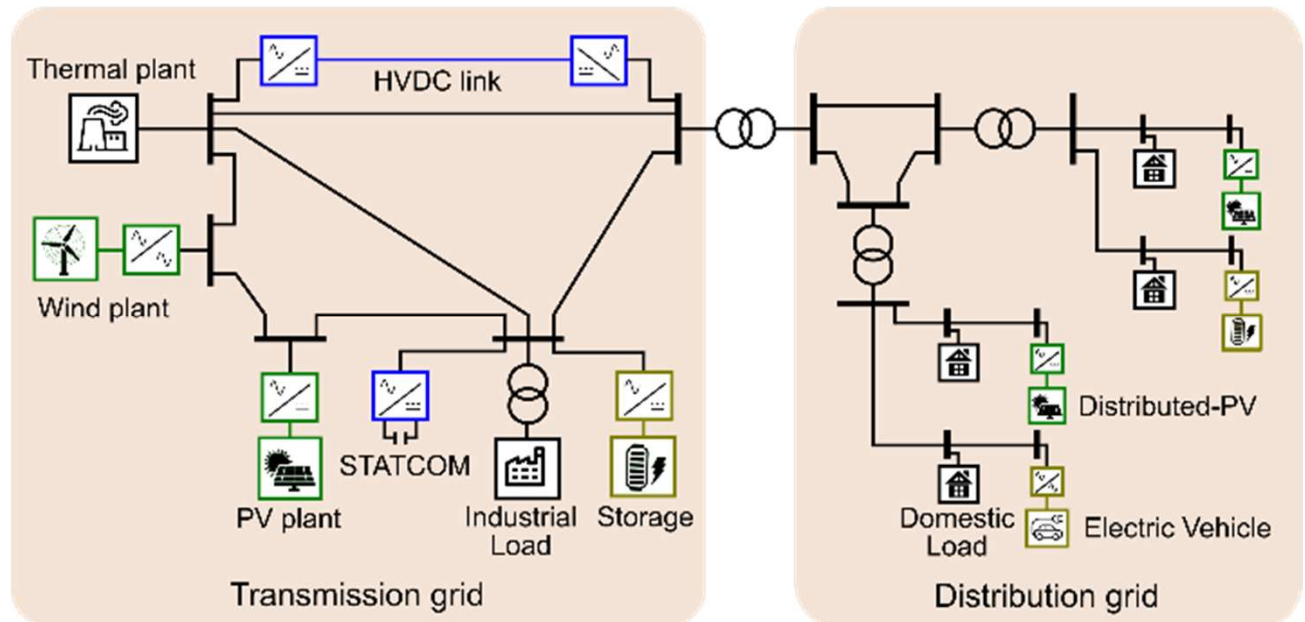 Thermal plant
HVDC link
Wind plant
PV plant
STATCOM
Industrial
Load
Storage
Transmission grid
Distributed-PV
Domestic
Load
Electric Vehicle
Distribution grid